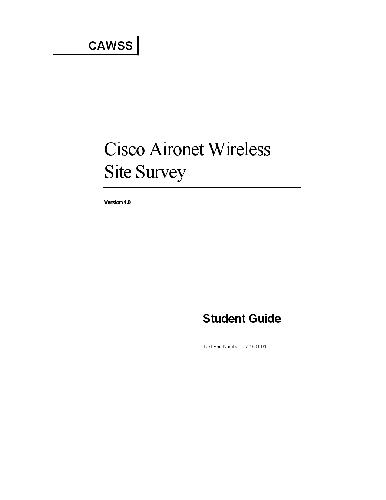 CAWSS
Cisco Aironet Wireless
Site Survey
Version 4.0
Student Guide